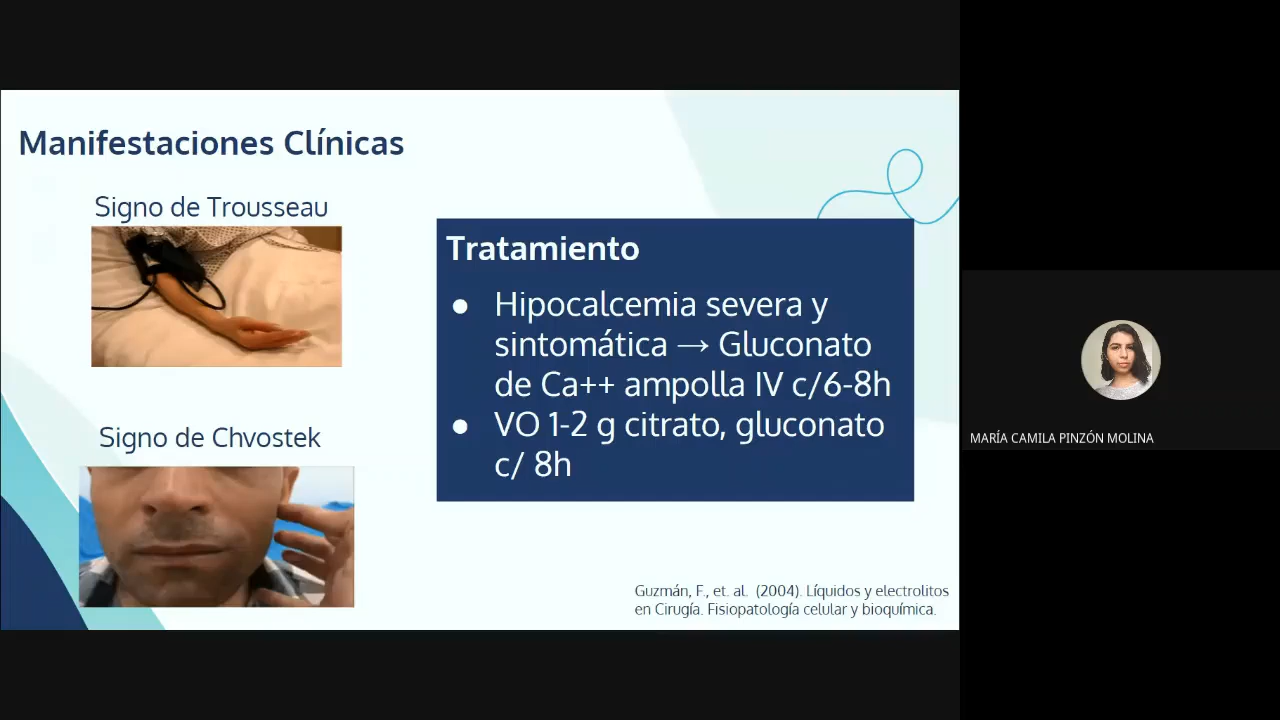 Manifestaciones Clínicas
Signo de Trousseau
Signo de Chvostek
Tratamiento
● Hipocalcemia severa y
sintomática → Gluconato
de Ca++ ampolla IV c/6-8h
● VO 1-2 g citrato, gluconato
c/ 8h
Guzmán, F., et. al. (2004). Líquidos y electrolitos
en Cirugía. Fisiopatología celular y bioquímica.
MARÍA CAMILA PINZÓN MOLINA